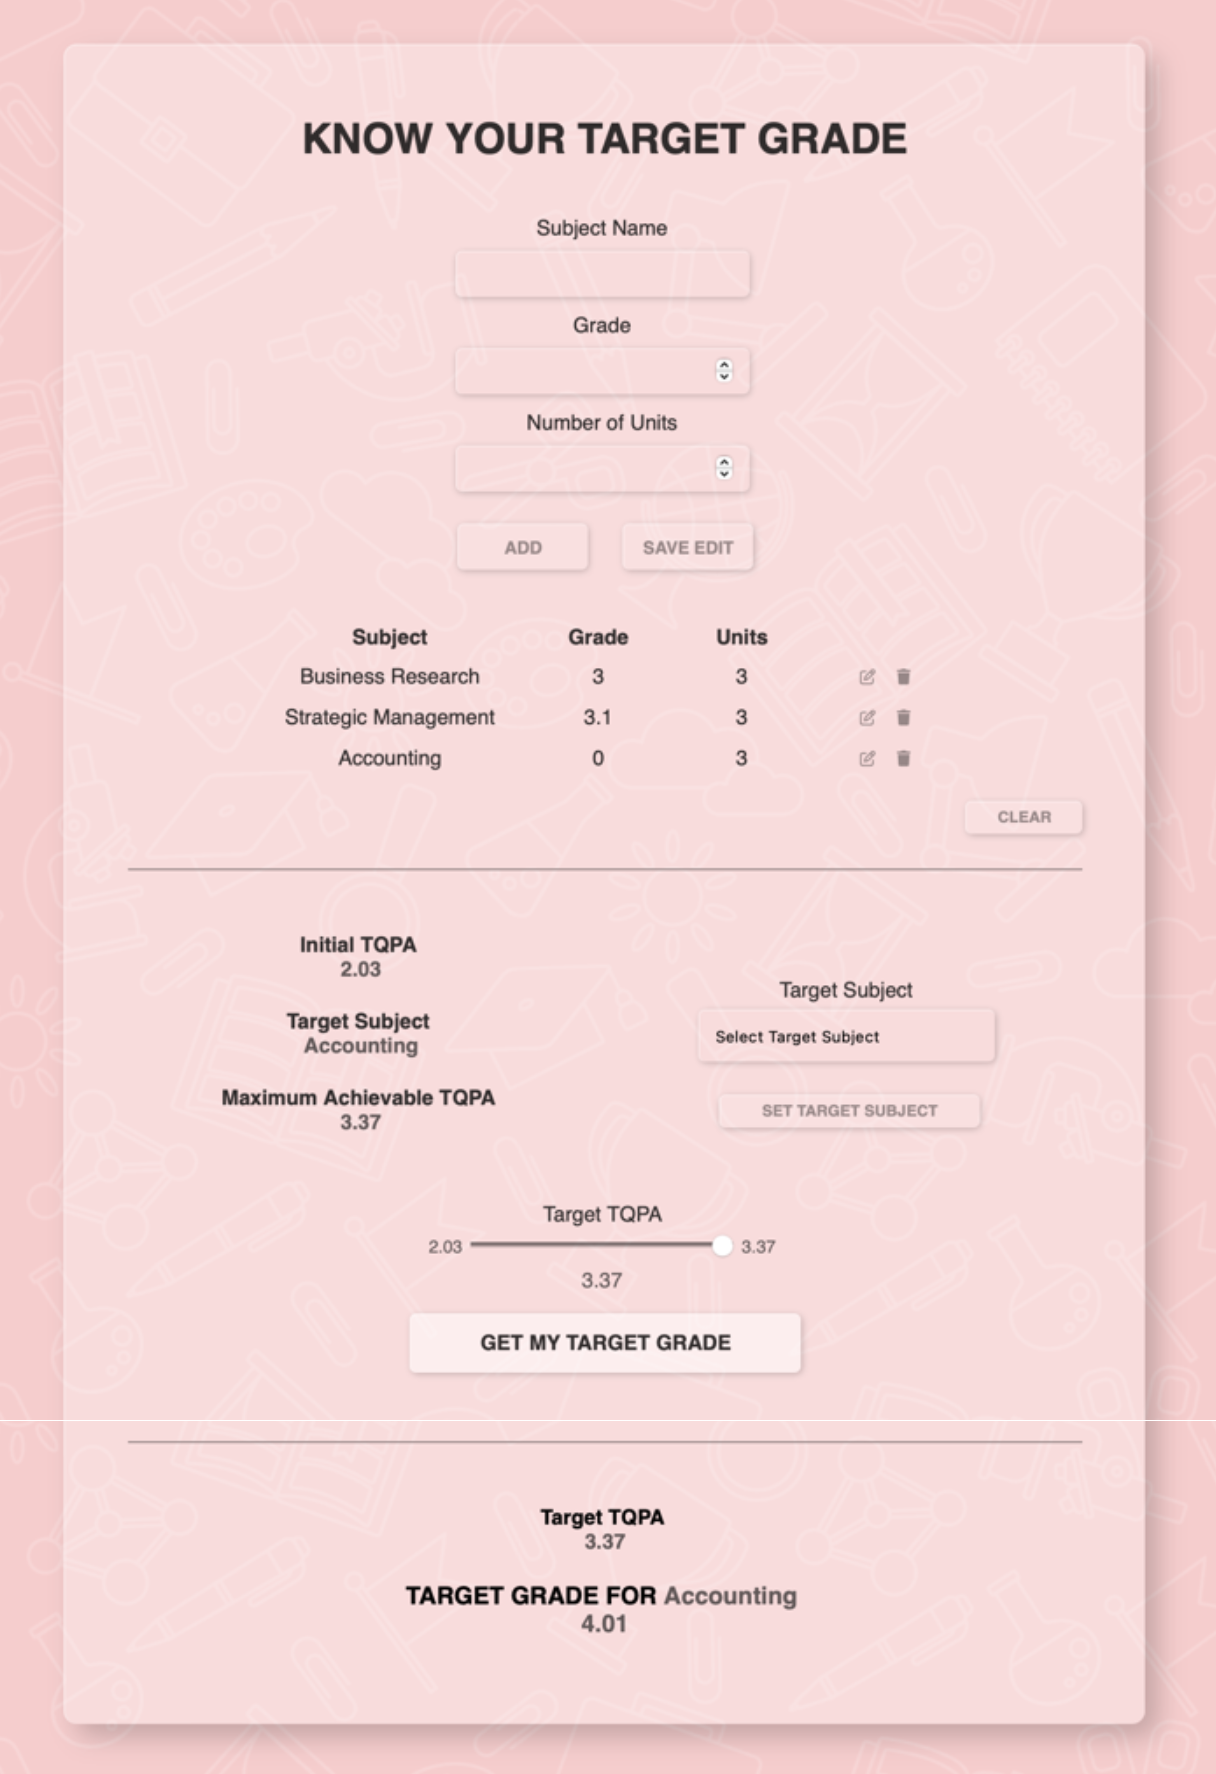 KNOW YOUR TARGET GRADE
Subject Name
Grade
Number of Units
ADD SAVE EDIT
Subject Grade Units
Business Research 3 3
Strategic Management 3.1 3
Accounting 0 3
CLEAR
Initial TQPA
2.03
Target Subject
Accounting
Maximum Achievable TQPA
3.37
Target Subject
Select Target Subject
SET TARGET SUBJECT
Target TQPA
2.03 3.37
3.37
GET MY TARGET GRADE
Target TQPA
3.37
TARGET GRADE FOR Accounting
4.01